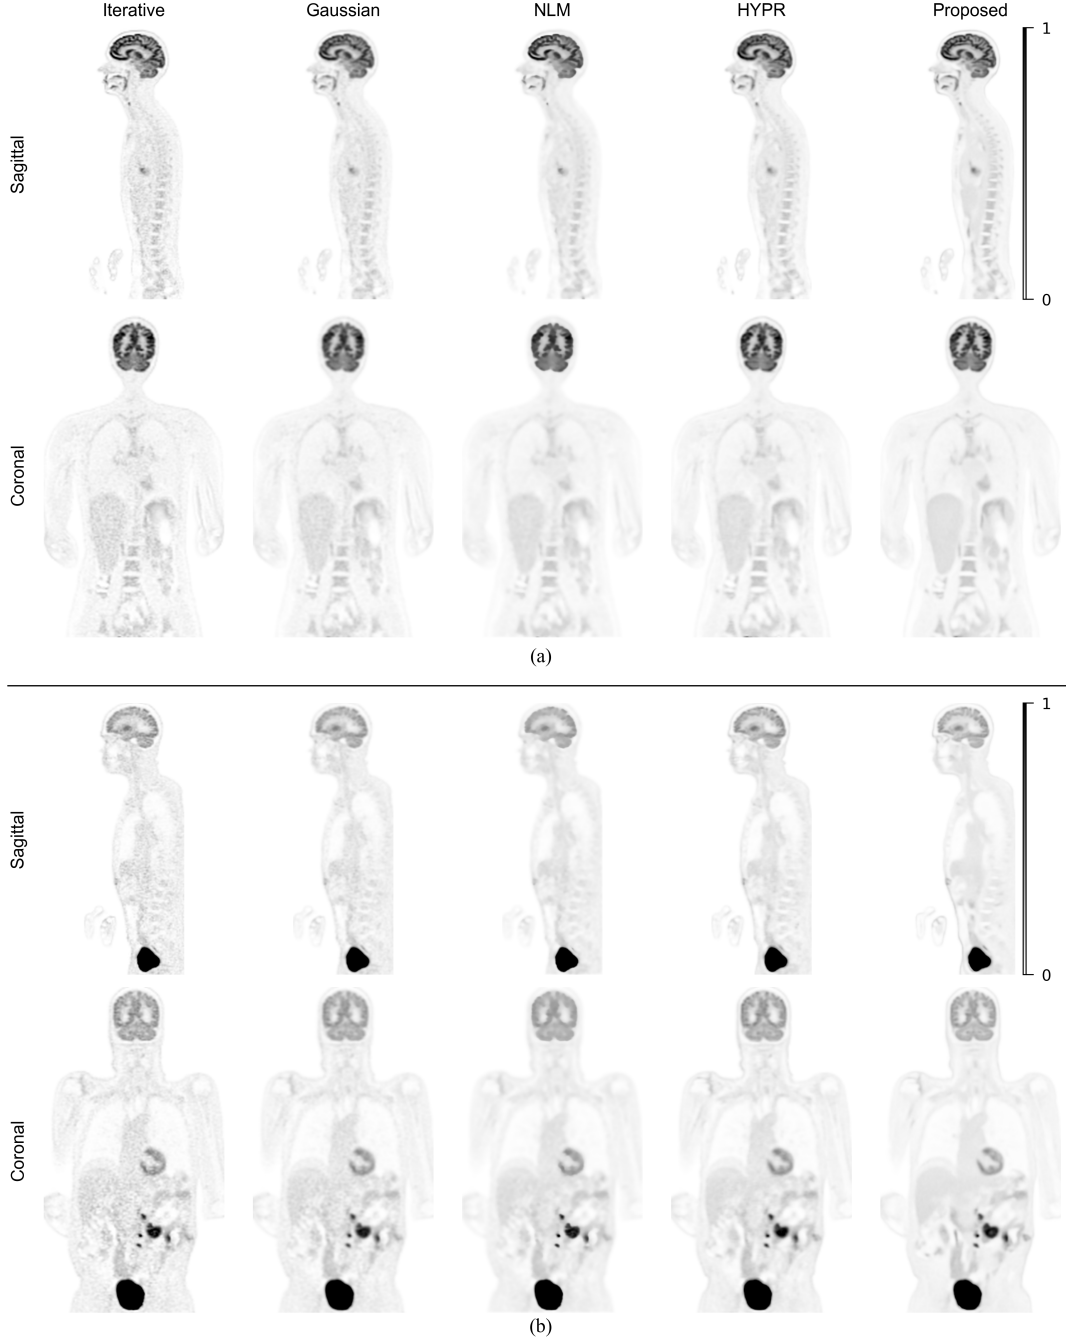 Iterative Gaussian NLM HYPR Proposed
1
Sagittal
0
Coronal
(a)
1
Sagittal
0
Coronal
(b)